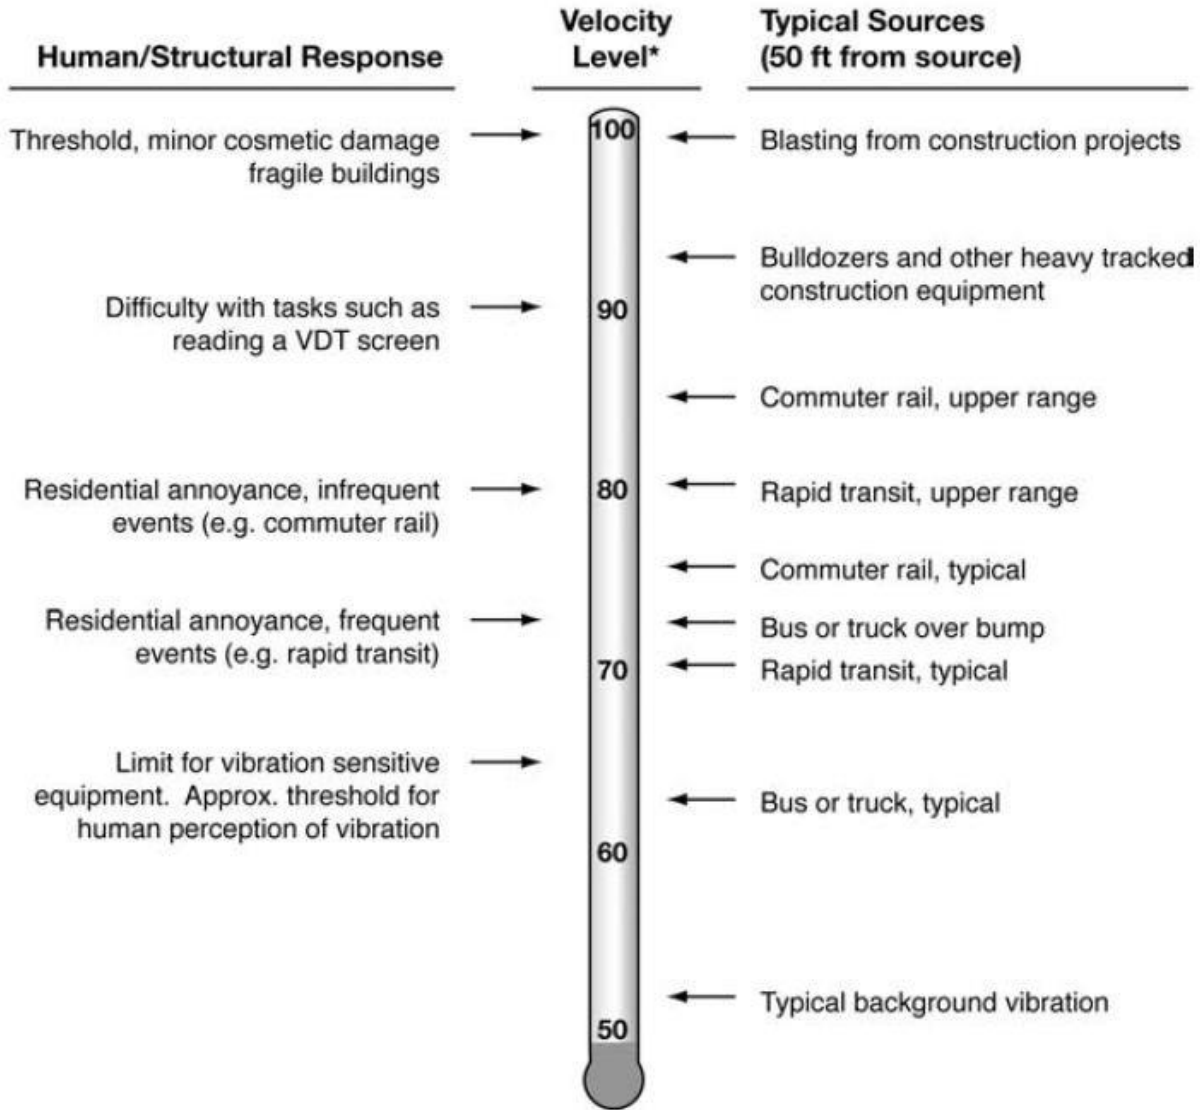 Human/Structural Response
Velocity
Level*
Typical Sources
(50 ft from source)
Threshold, minor cosmetic damage
fragile buildings
100
Blasting from construction projects
Bulldozers and other heavy tracked
construction equipment
Difficulty with tasks such as
reading a VDT screen
90
Commuter rail, upper range
Residential annoyance, infrequent
events (e.g. commuter rail)
80
Rapid transit, upper range
Commuter rail, typical
Residential annoyance, frequent
events (e.g. rapid transit)
Bus or truck over bump
70
Rapid transit, typical
Limit for vibration sensitive
equipment. Approx. threshold for
human perception of vibration
Bus or truck, typical
60
Typical background vibration
50